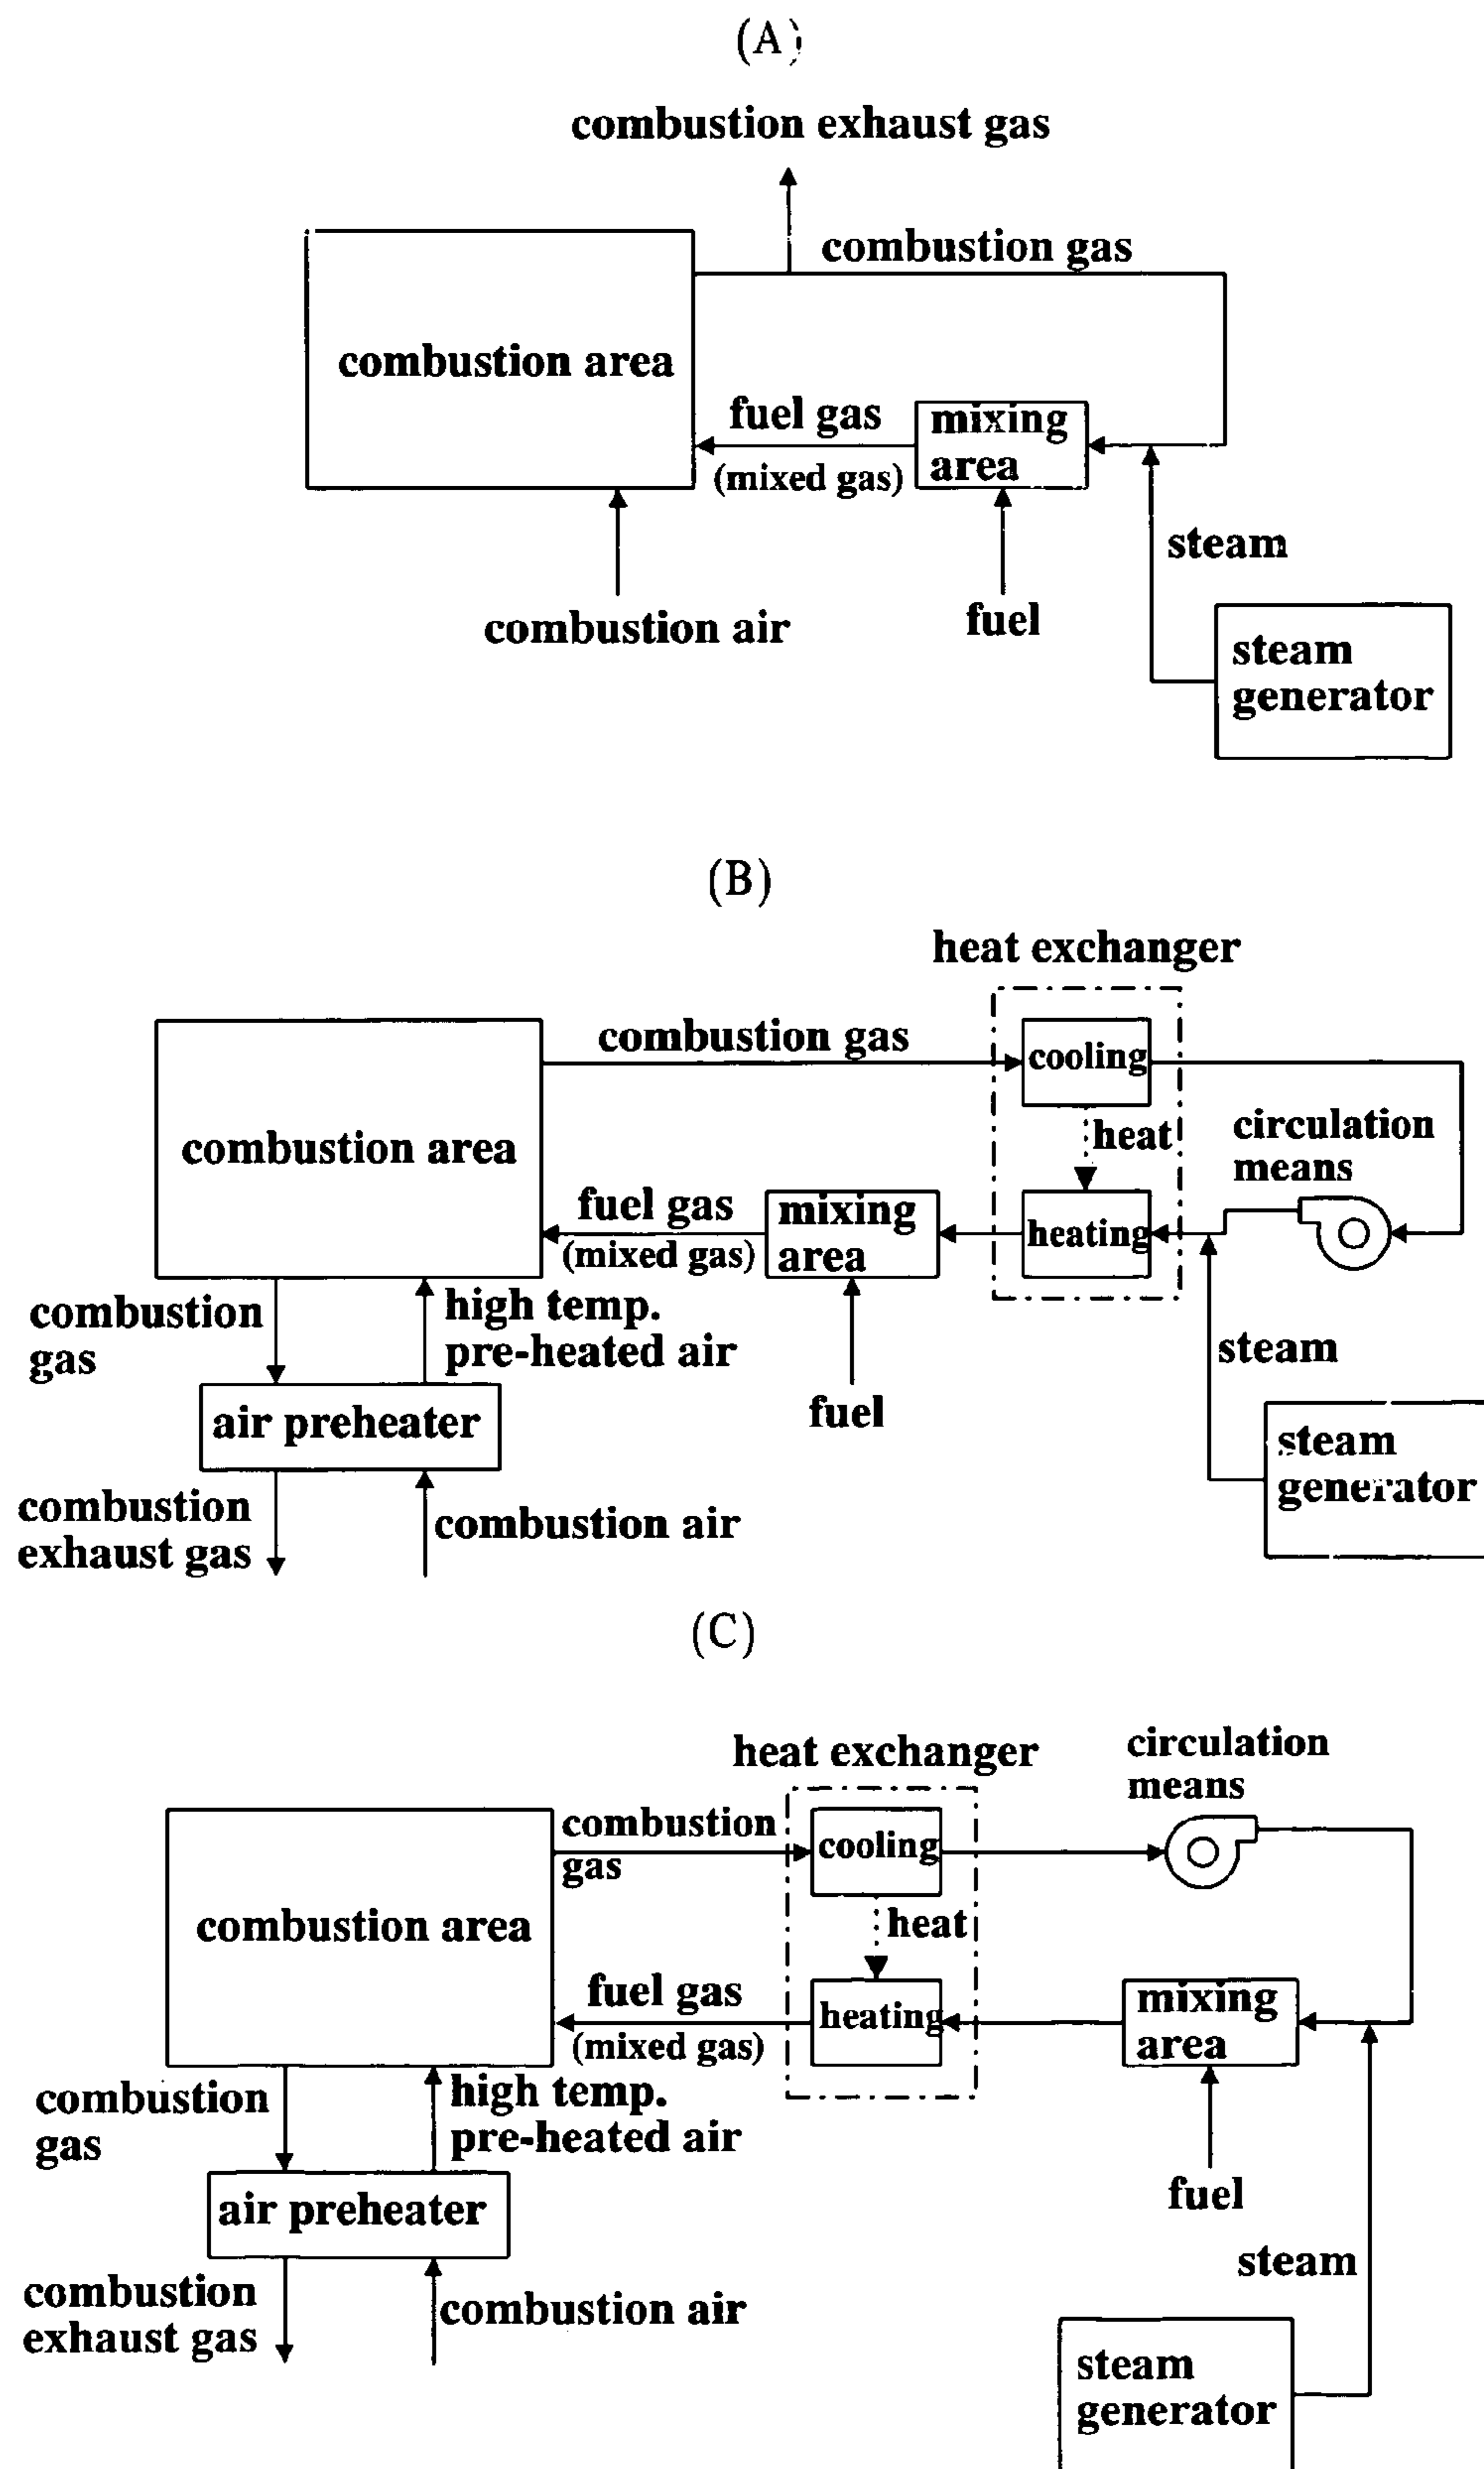 (A)
combustion exhaust gas
combustion gas
combustion area
fuel gas
(mixed gas)
mixing
area
steam
combustion air
fuel
steam
generator
(B)
heat exchanger
combustion gas
cooling
heat
circulation
means
combustion area
fuel gas
(mixed gas)
mixing
area
heating
combustion
gas
high temp.
pre-heated air
steam
fuel
air preheater
steam
generator
combustion
exhaust gas
combustion air
(C)
heat exchanger
circulation
means
combustion
gas
cooling
combustion area
heat
fuel gas
(mixed gas)
heating
mixing
area
combustion
gas
high temp.
pre-heated air
fuel
air preheater
steam
combustion
exhaust gas
combustion air
steam
generator